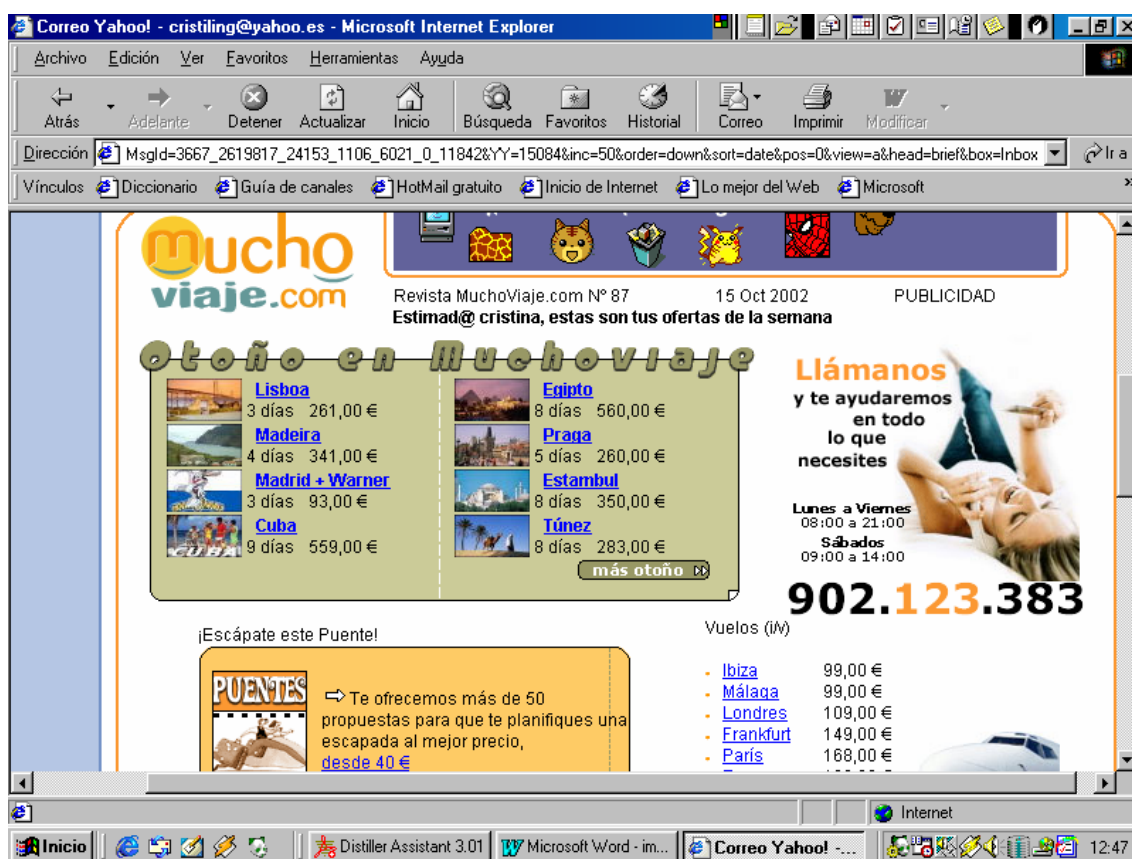 Correo Yahoo! - cristiling@yahoo.es - Microsoft Internet Explorer
Archivo Edición Ver Favoritos Herramientas Ayuda
Atrás Adelante Detener Actualizar Inicio Búsqueda Favoritos Historial Correo Imprimir Modificar
Dirección MsgId=3667_2619817_24153_1106_6021_0_11842&YY=15084&inc=50&order=down&sort=date&pos=0&view=a&head=brief&box=Inbox Ir a
Vínculos Diccionario Guía de canales HotMail gratuito Inicio de Internet Lo mejor del Web Microsoft »
mucho
viaje.com
Revista MuchoViaje.com Nº 87 15 Oct 2002 PUBLICIDAD
Estimad@ cristina, estas son tus ofertas de la semana
Otoño en Muchoviaje
Lisboa
3 días 261,00 €
Madeira
4 días 341,00 €
Madrid + Warner
3 días 93,00 €
Cuba
9 días 559,00 €
CUBA
Egipto
8 días 560,00 €
Praga
5 días 260,00 €
Estambul
8 días 350,00 €
Túnez
8 días 283,00 €
más otoño
Llámanos
y te ayudaremos
en todo
lo que
necesites
Lunes a Viernes
08:00 a 21:00
Sábados
09:00 a 14:00
902.123.383
¡Escápate este Puente!
PUENTES
Te ofrecemos más de 50
propuestas para que te planifiques una
escapada al mejor precio,
desde 40 €
Vuelos (i/v)
Ibiza 99,00 €
Málaga 99,00 €
Londres 109,00 €
Frankfurt 149,00 €
París 168,00 €
Internet
Inicio Distiller Assistant 3.01 Microsoft Word - im... Correo Yahoo! -... 12:47